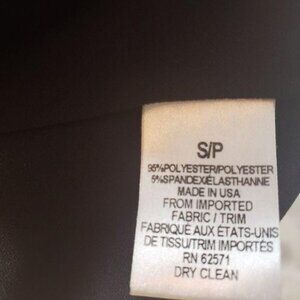 S/P
95%POLYESTER/POLYESTER
5%SPANDEX/ÉLASTHANNE
MADE IN USA
FROM IMPORTED
FABRIC / TRIM
FABRIQUÉ AUX ÉTATS-UNIS
DE TISSU/TRIM IMPORTÉS
RN 62571
DRY CLEAN